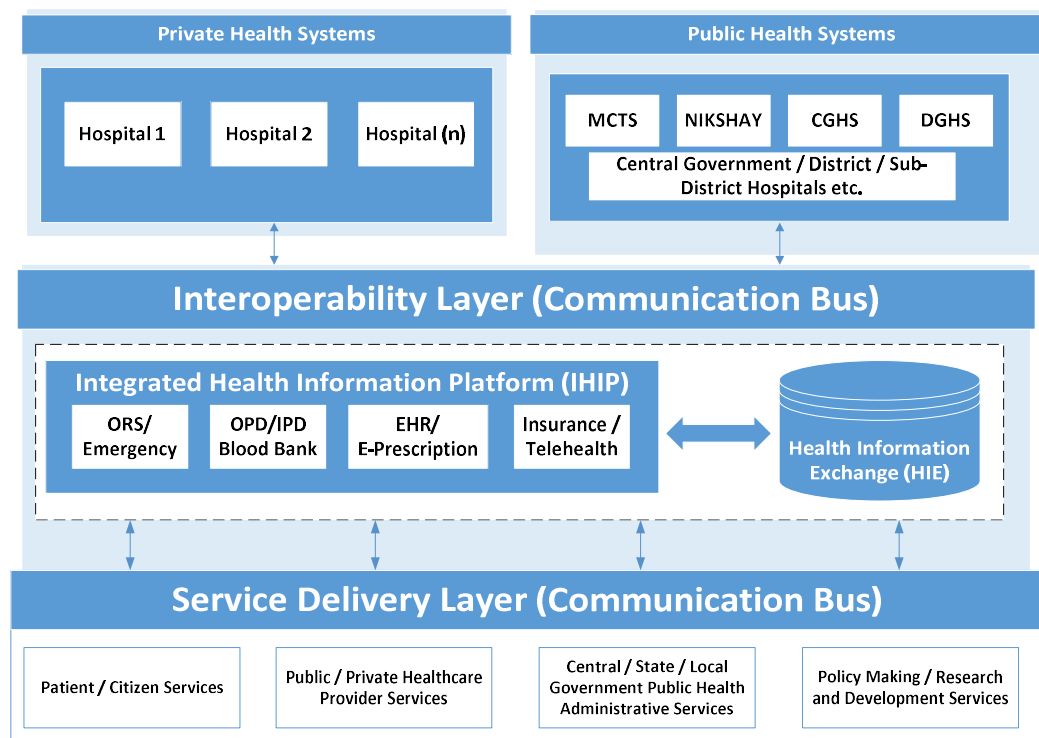 Private Health Systems
Public Health Systems
Hospital 1
Hospital 2
Hospital (n)
MCTS
NIKSHAY
CGHS
DGHS
Central Government / District / Sub-
District Hospitals etc.
Interoperability Layer (Communication Bus)
Integrated Health Information Platform (IHIP)
ORS/
Emergency
OPD/IPD
Blood Bank
EHR/
E-Prescription
Insurance /
Telehealth
Health Information
Exchange (HIE)
Service Delivery Layer (Communication Bus)
Patient / Citizen Services
Public / Private Healthcare
Provider Services
Central / State / Local
Government Public Health
Administrative Services
Policy Making / Research
and Development Services